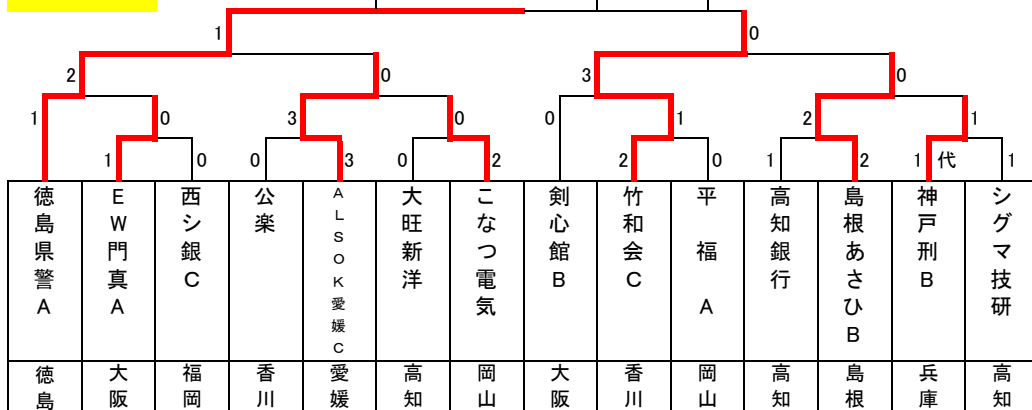 1 0
2 0 3 0
1 0 3 0 0 1 2 1
1 0 0 3 0 2 2 0 1 2 1 代 1
徳島県警A
EW門真A
西シ銀C
公楽
ALSOK愛媛C
大旺新洋
こなつ電気
剣心館B
竹和会C
平福A
高知銀行
島根あさひB
神戸刑B
シグマ技研
徳島 大阪 福岡 香川 愛媛 高知 岡山 大阪 香川 岡山 高知 島根 兵庫 高知